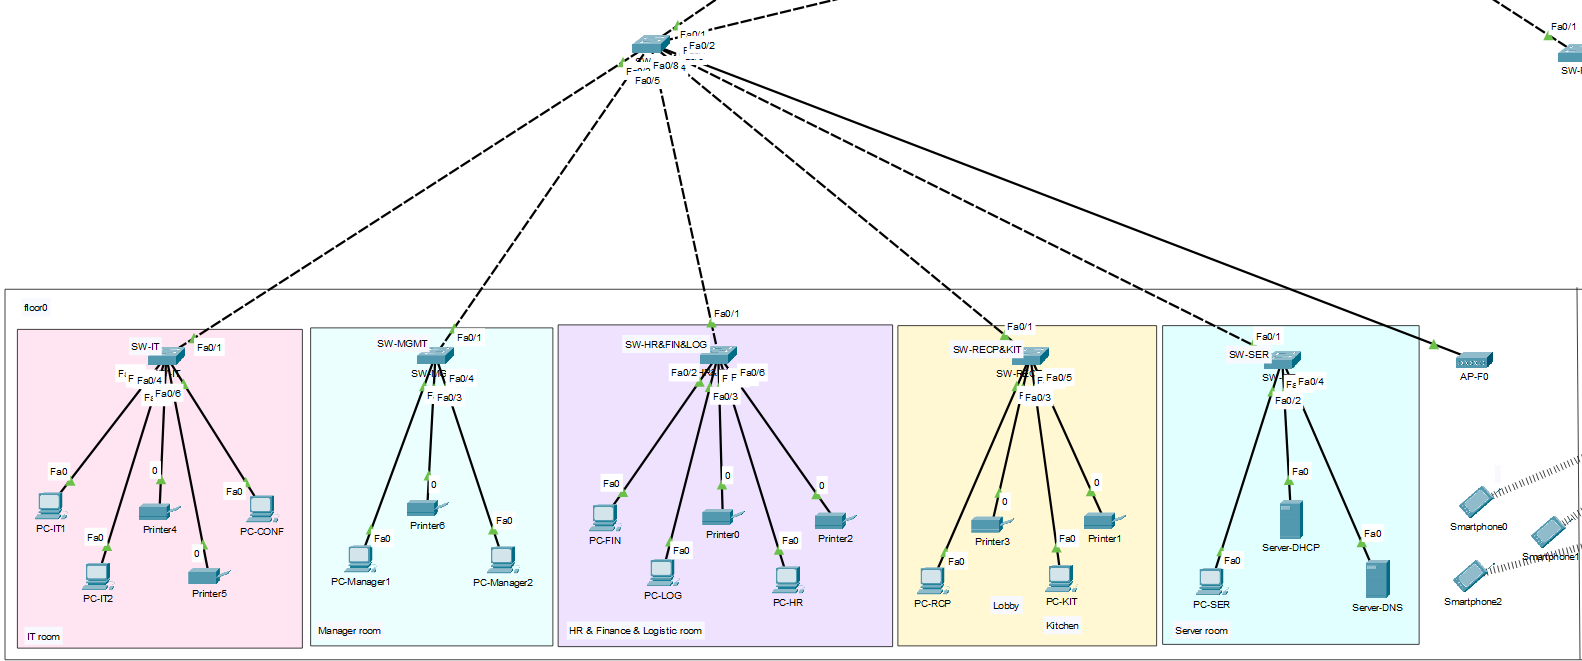 Fa0/1
Fa0/1
Fa0/2
Fa0/8
Fa0/5
floor0
Fa0/1
Fa0/1
Fa0/1
Fa0/1
Fa0/1
SW-IT
SW-MGMT
SW-HR&FIN&LOG
SW-RECP&KIT
SW-SER
AP-F0
Fa0/4
Fa0/6
Fa0/4
Fa0/3
Fa0/2
Fa0/6
Fa0/3
Fa0/5
Fa0/3
Fa0/4
Fa0/2
Fa0
0
Fa0
PC-IT1
Printer4
PC-CONF
Fa0
0
PC-IT2
Printer5
IT room
0
Printer6
Fa0
Fa0
PC-Manager1
PC-Manager2
Manager room
Fa0
0
0
PC-FIN
Printer0
Printer2
Fa0
Fa0
PC-LOG
PC-HR
HR & Finance & Logistic room
0
0
Printer3
Printer1
Fa0
Fa0
PC-RCP
PC-KIT
Lobby
Kitchen
Fa0
Server-DHCP
Fa0
Fa0
PC-SER
Server-DNS
Server room
Smartphone0
Smartphone1
Smartphone2